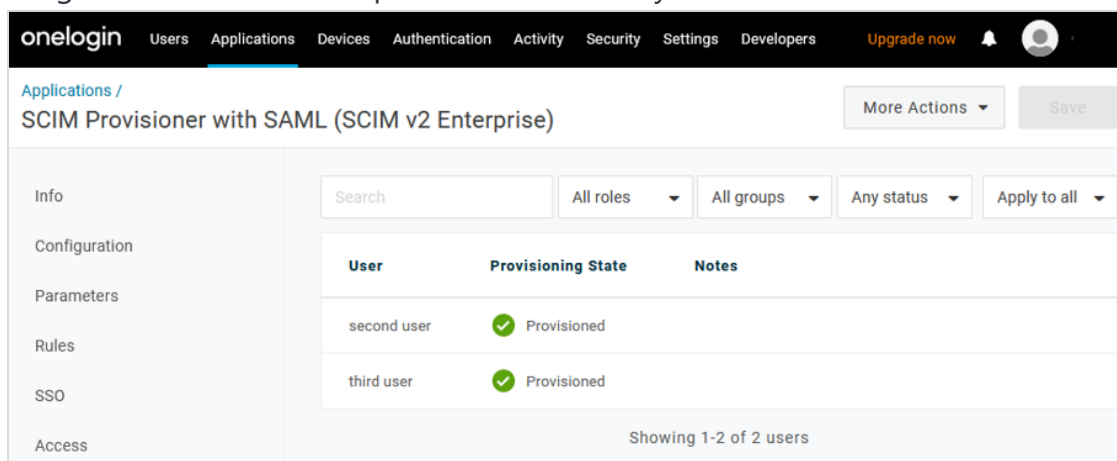 onelogin Users Applications Devices Authentication Activity Security Settings Developers Upgrade now
Applications /
SCIM Provisioner with SAML (SCIM v2 Enterprise)
More Actions
Save
Info
Configuration
Parameters
Rules
SSO
Access
Search
All roles
All groups
Any status
Apply to all
User Provisioning State Notes
second user Provisioned
third user Provisioned
Showing 1-2 of 2 users